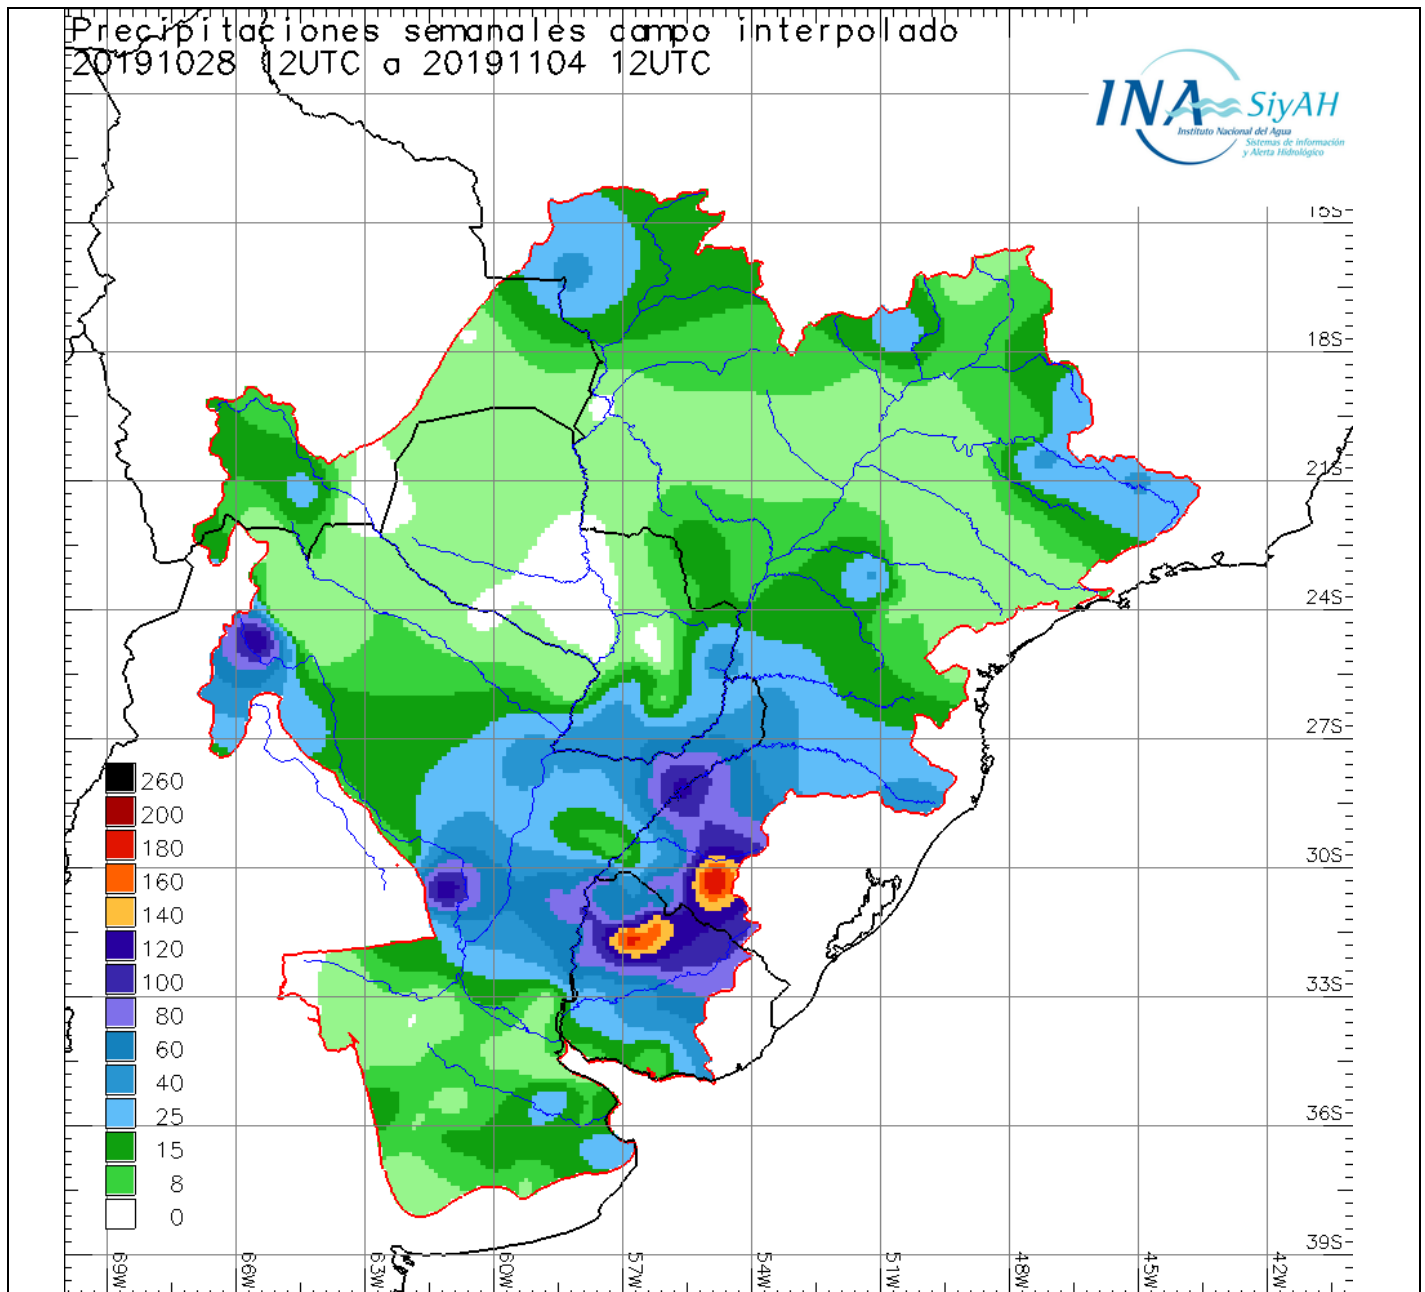 Precipitaciones semanales campo interpolado
20191028 12UTC a 20191104 12UTC
INA SiyAH
Instituto Nacional del Agua
Sistemas de información
y Alerta Hidrológico
15S
18S
21S
24S
27S
30S
33S
36S
39S
260
200
180
160
140
120
100
80
60
40
25
15
8
0
69W
66W
63W
60W
57W
54W
51W
48W
45W
42W